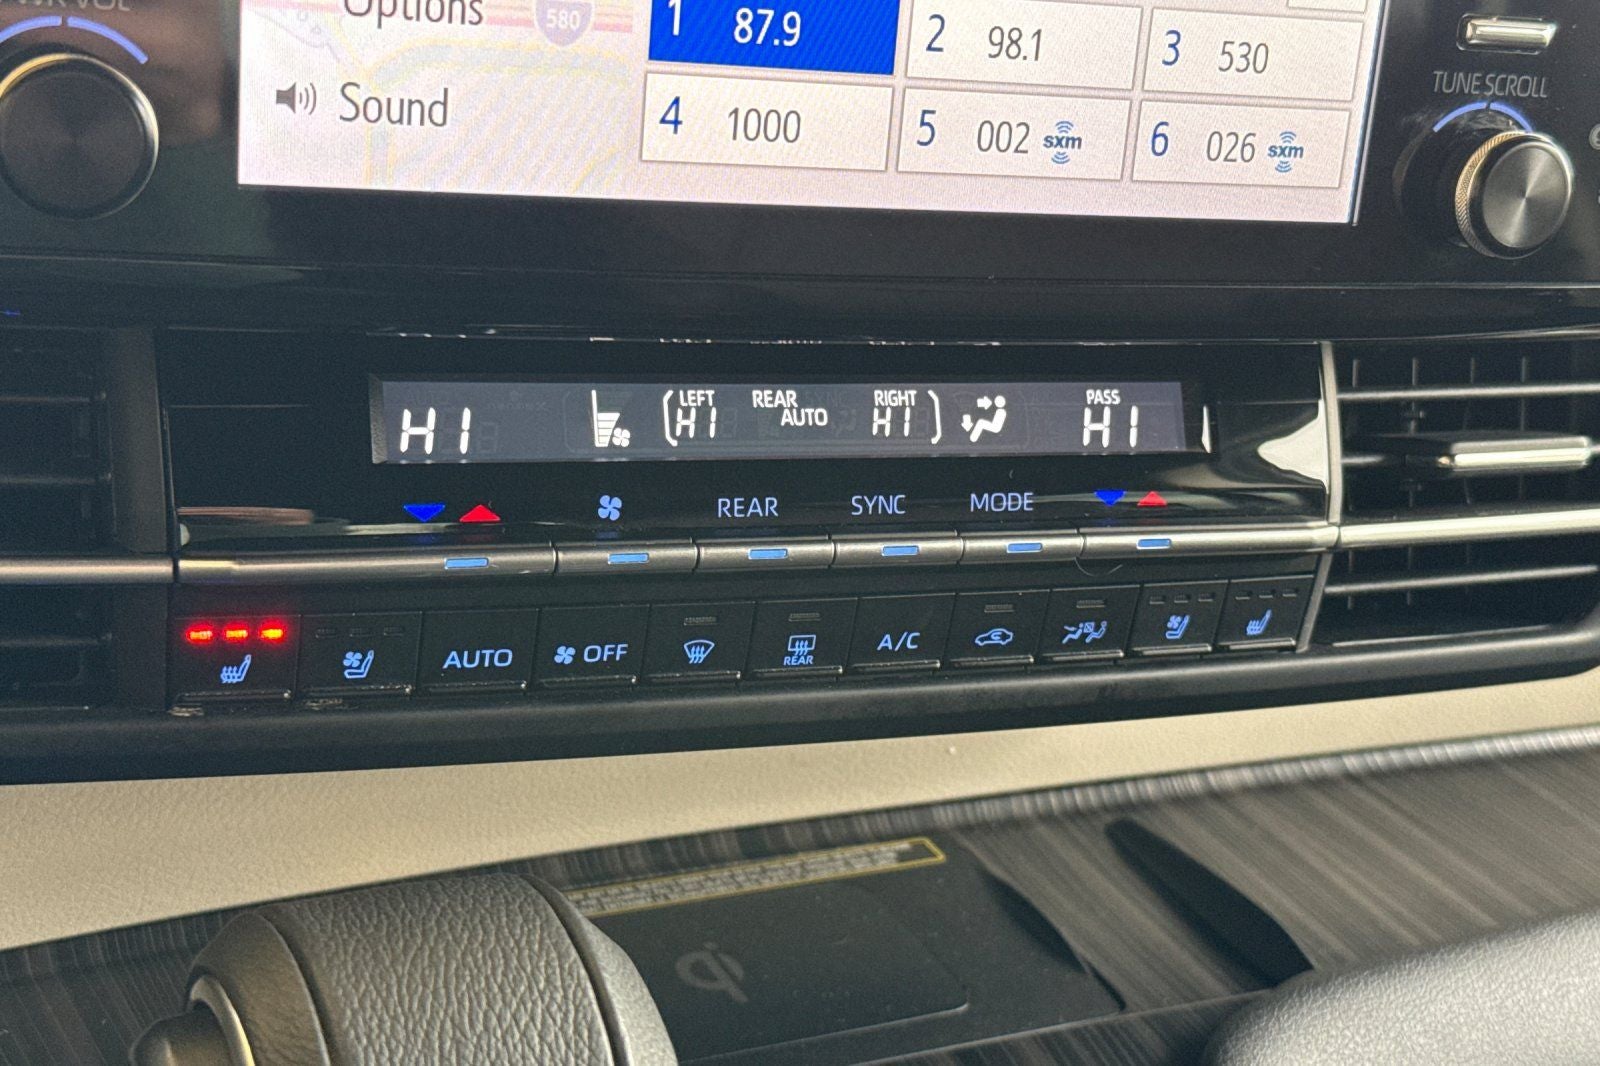 Options
580
1 87.9
2 98.1
3 530
Sound
4 1000
5 002 sxm
6 026 sxm
TUNE SCROLL
HI
LEFT
HI
REAR
AUTO
RIGHT
HI
PASS
HI
REAR
SYNC
MODE
AUTO
OFF
REAR
A/C
qi